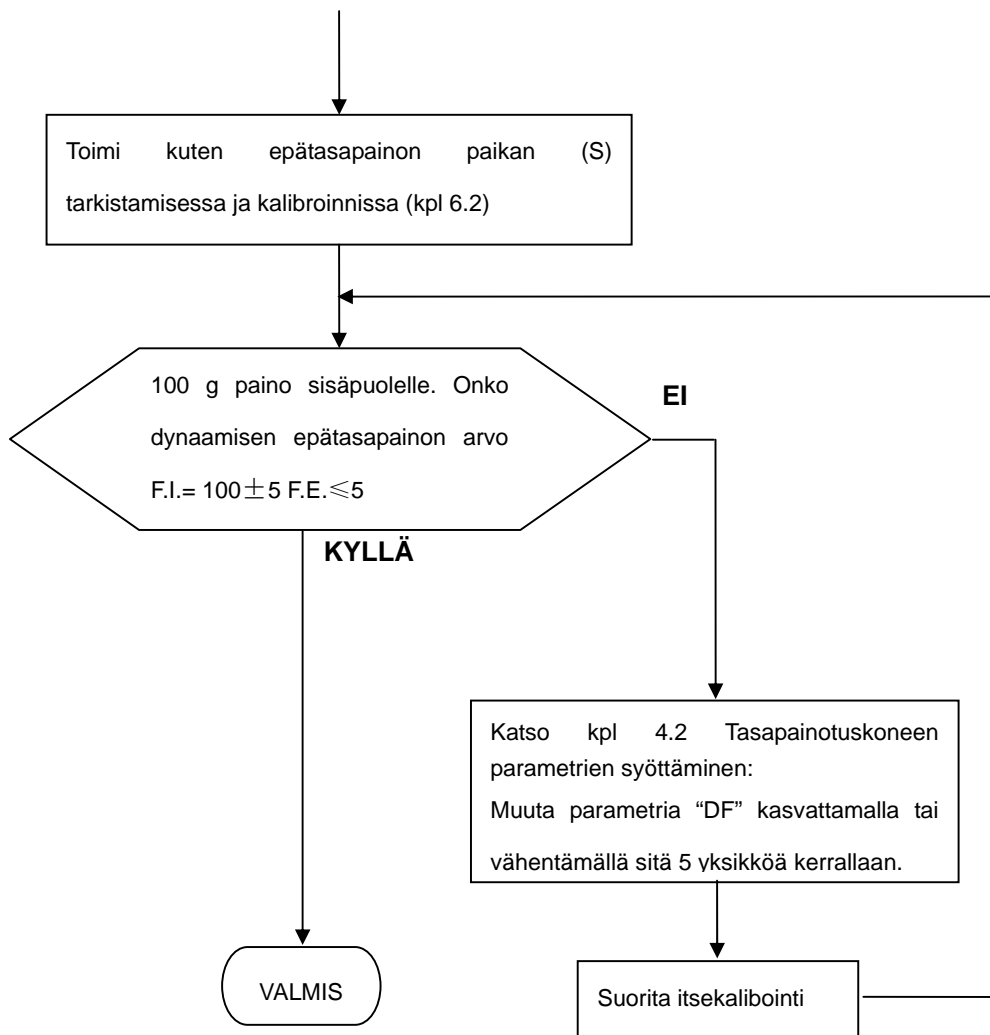 Toimi kuten epätasapainon paikan (S)
tarkistamisessa ja kalibroinnissa (kpl 6.2)
100 g paino sisäpuolelle. Onko
dynaamisen epätasapainon arvo
F.I.= 100±5 F.E.≤5
EI
KYLLÄ
Katso kpl 4.2 Tasapainotuskoneen
parametrien syöttäminen:
Muuta parametria “DF” kasvattamalla tai
vähentämällä sitä 5 yksikköä kerrallaan.
VALMIS
Suorita itsekalibointi